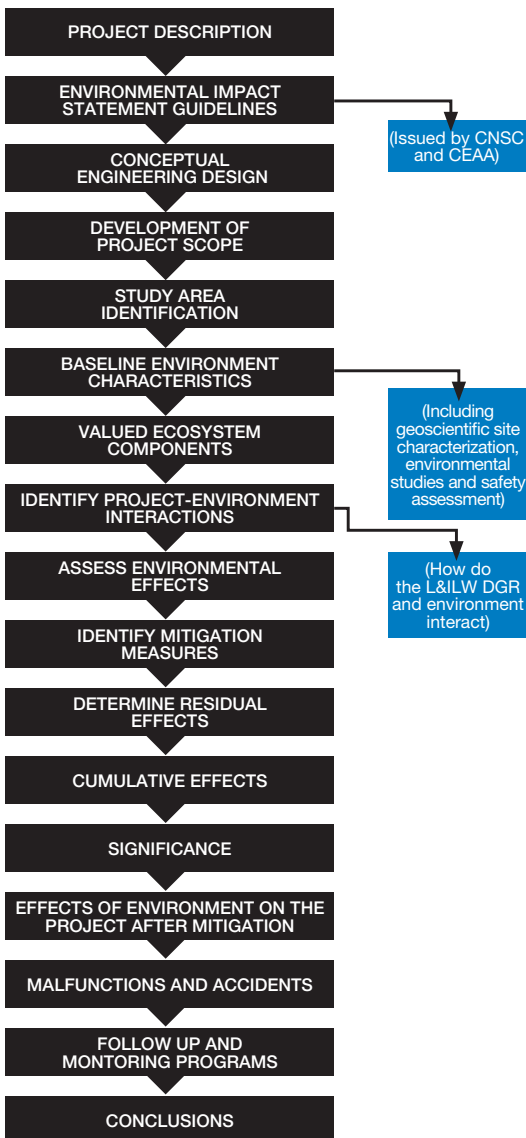 PROJECT DESCRIPTION
ENVIRONMENTAL IMPACT
STATEMENT GUIDELINES
(Issued by CNSC
and CEAA)
CONCEPTUAL
ENGINEERING DESIGN
DEVELOPMENT OF
PROJECT SCOPE
STUDY AREA
IDENTIFICATION
BASELINE ENVIRONMENT
CHARACTERISTICS
(Including
geoscientific site
characterization,
environmental
studies and safety
assessment)
VALUED ECOSYSTEM
COMPONENTS
IDENTIFY PROJECT-ENVIRONMENT
INTERACTIONS
(How do
the L&ILW DGR
and environment
interact)
ASSESS ENVIRONMENTAL
EFFECTS
IDENTIFY MITIGATION
MEASURES
DETERMINE RESIDUAL
EFFECTS
CUMULATIVE EFFECTS
SIGNIFICANCE
EFFECTS OF ENVIRONMENT ON THE
PROJECT AFTER MITIGATION
MALFUNCTIONS AND ACCIDENTS
FOLLOW UP AND
MONTORING PROGRAMS
CONCLUSIONS